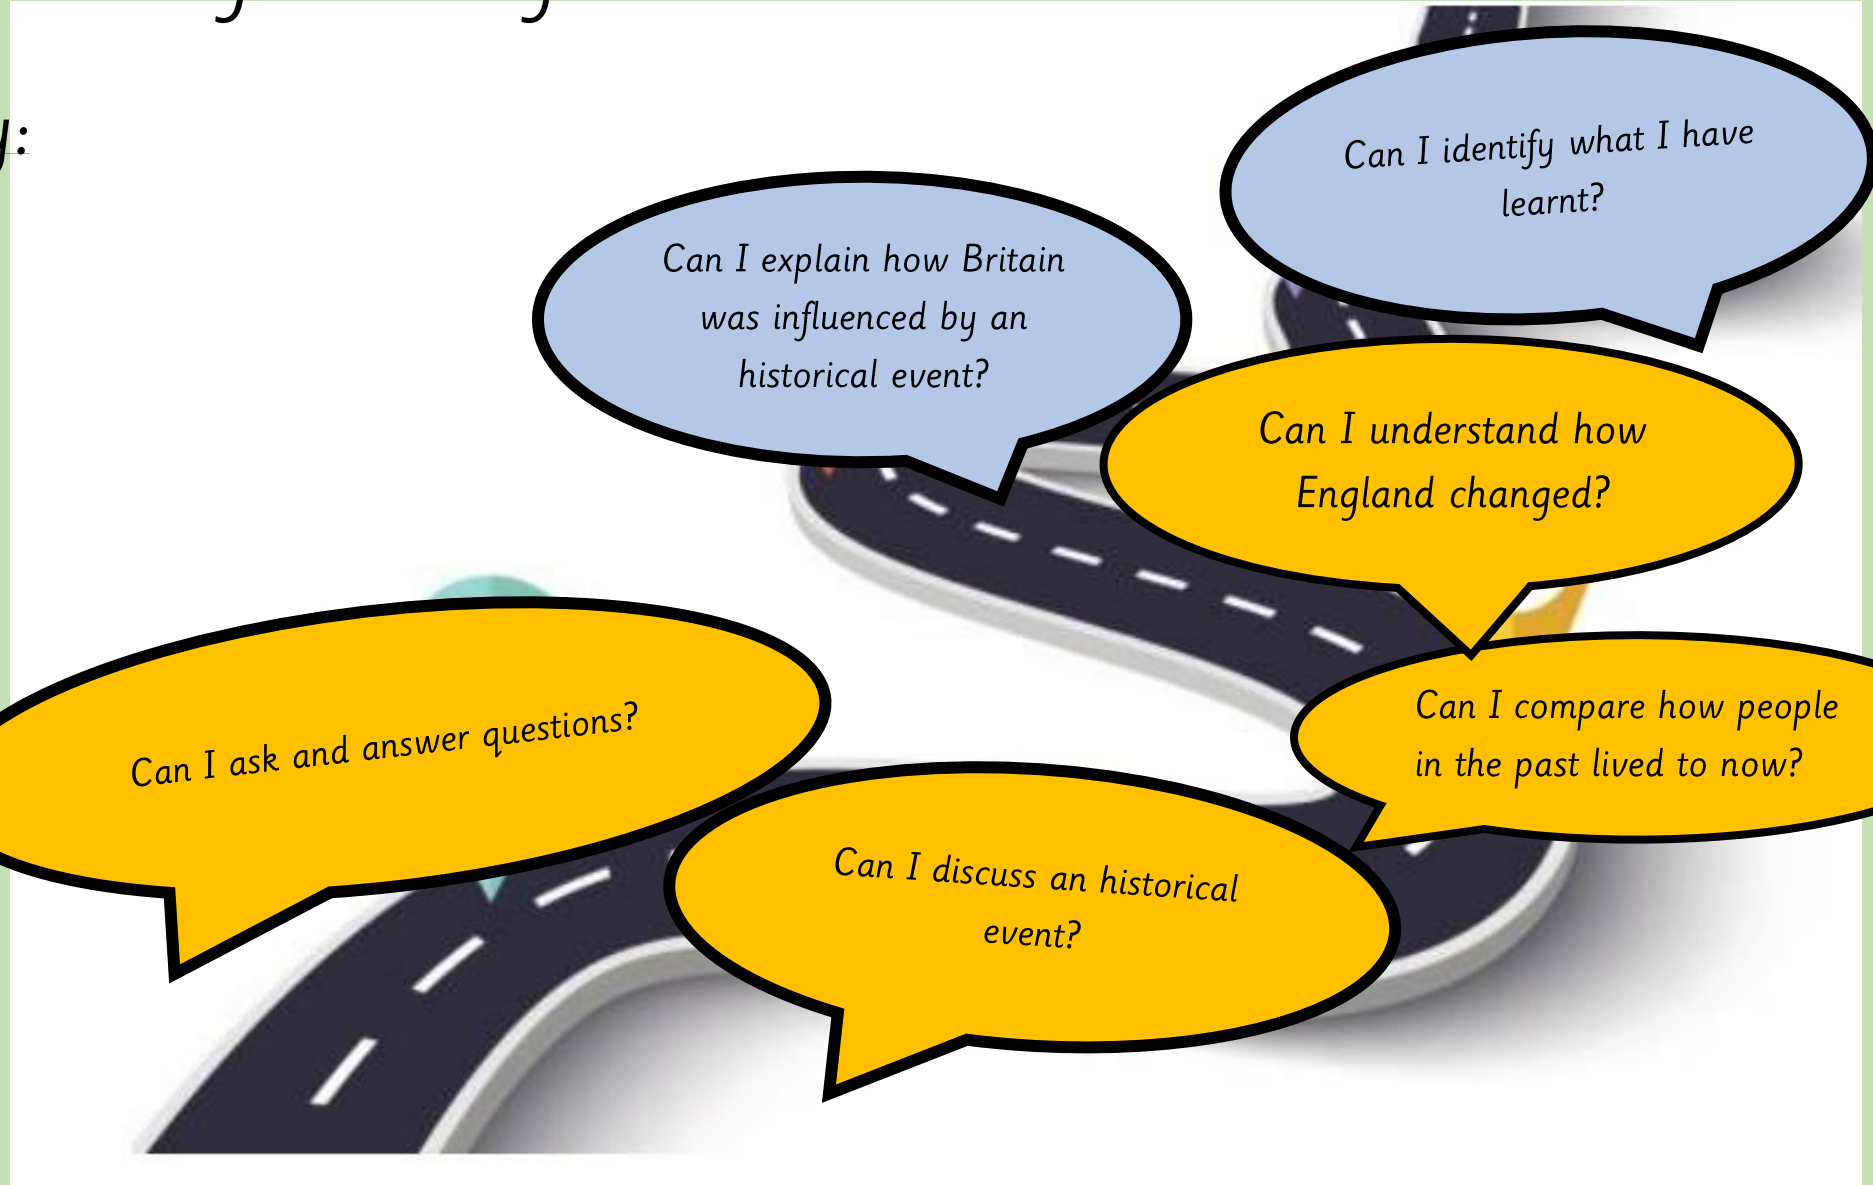 Can I identify what I have
learnt?
Can I explain how Britain
was influenced by an
historical event?
Can I understand how
England changed?
Can I compare how people
in the past lived to now?
Can I ask and answer questions?
Can I discuss an historical
event?